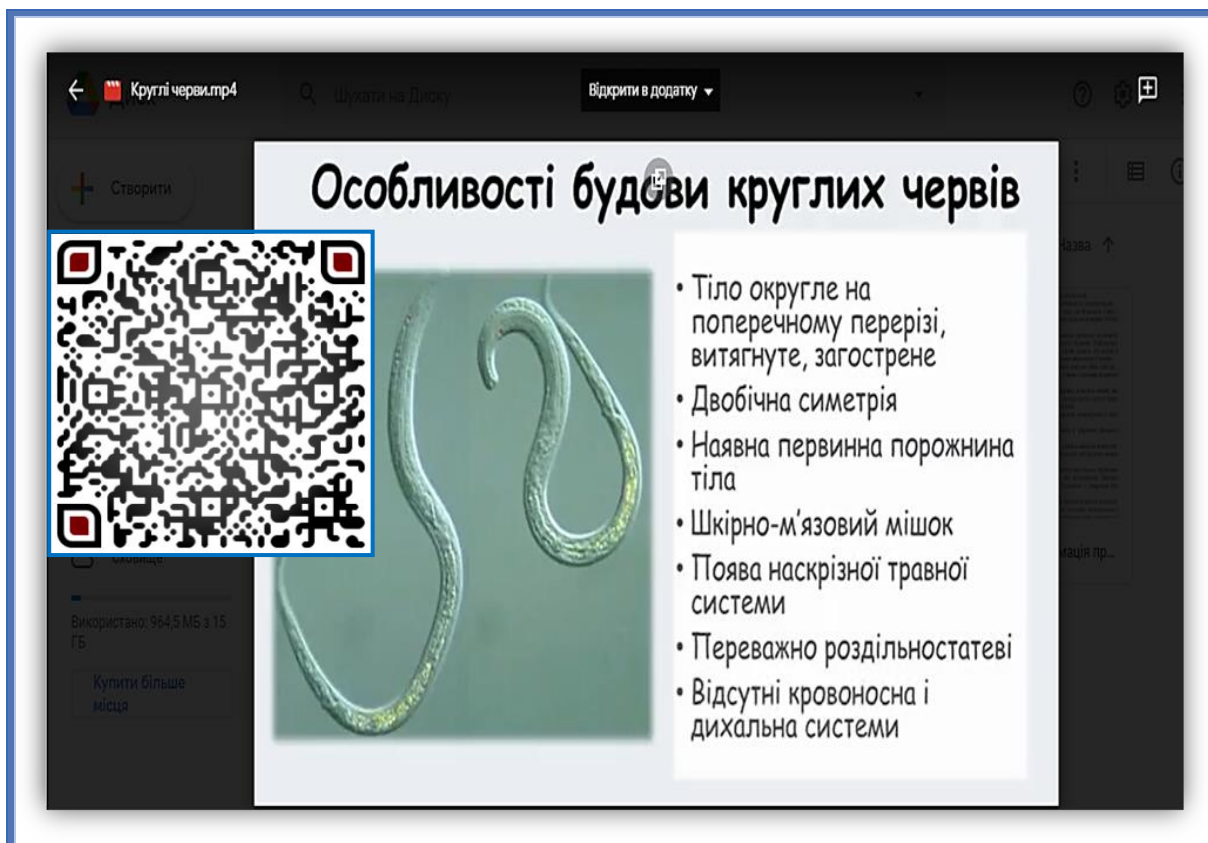 Круглі черви.mp4
Шукати на Диску
Відкрити в додатку
Створити
Особливості будови круглих червів
Назва
• Тіло округле на
поперечному перерізі,
витягнуте, загострене
• Двобічна симетрія
• Наявна первинна порожнина
тіла
• Шкірно-м'язовий мішок
• Поява наскрізної травної
системи
• Переважно роздільностатеві
• Відсутні кровоносна і
дихальна системи
Використано: 964,5 МБ з 15
ГБ
Купити більше
місця